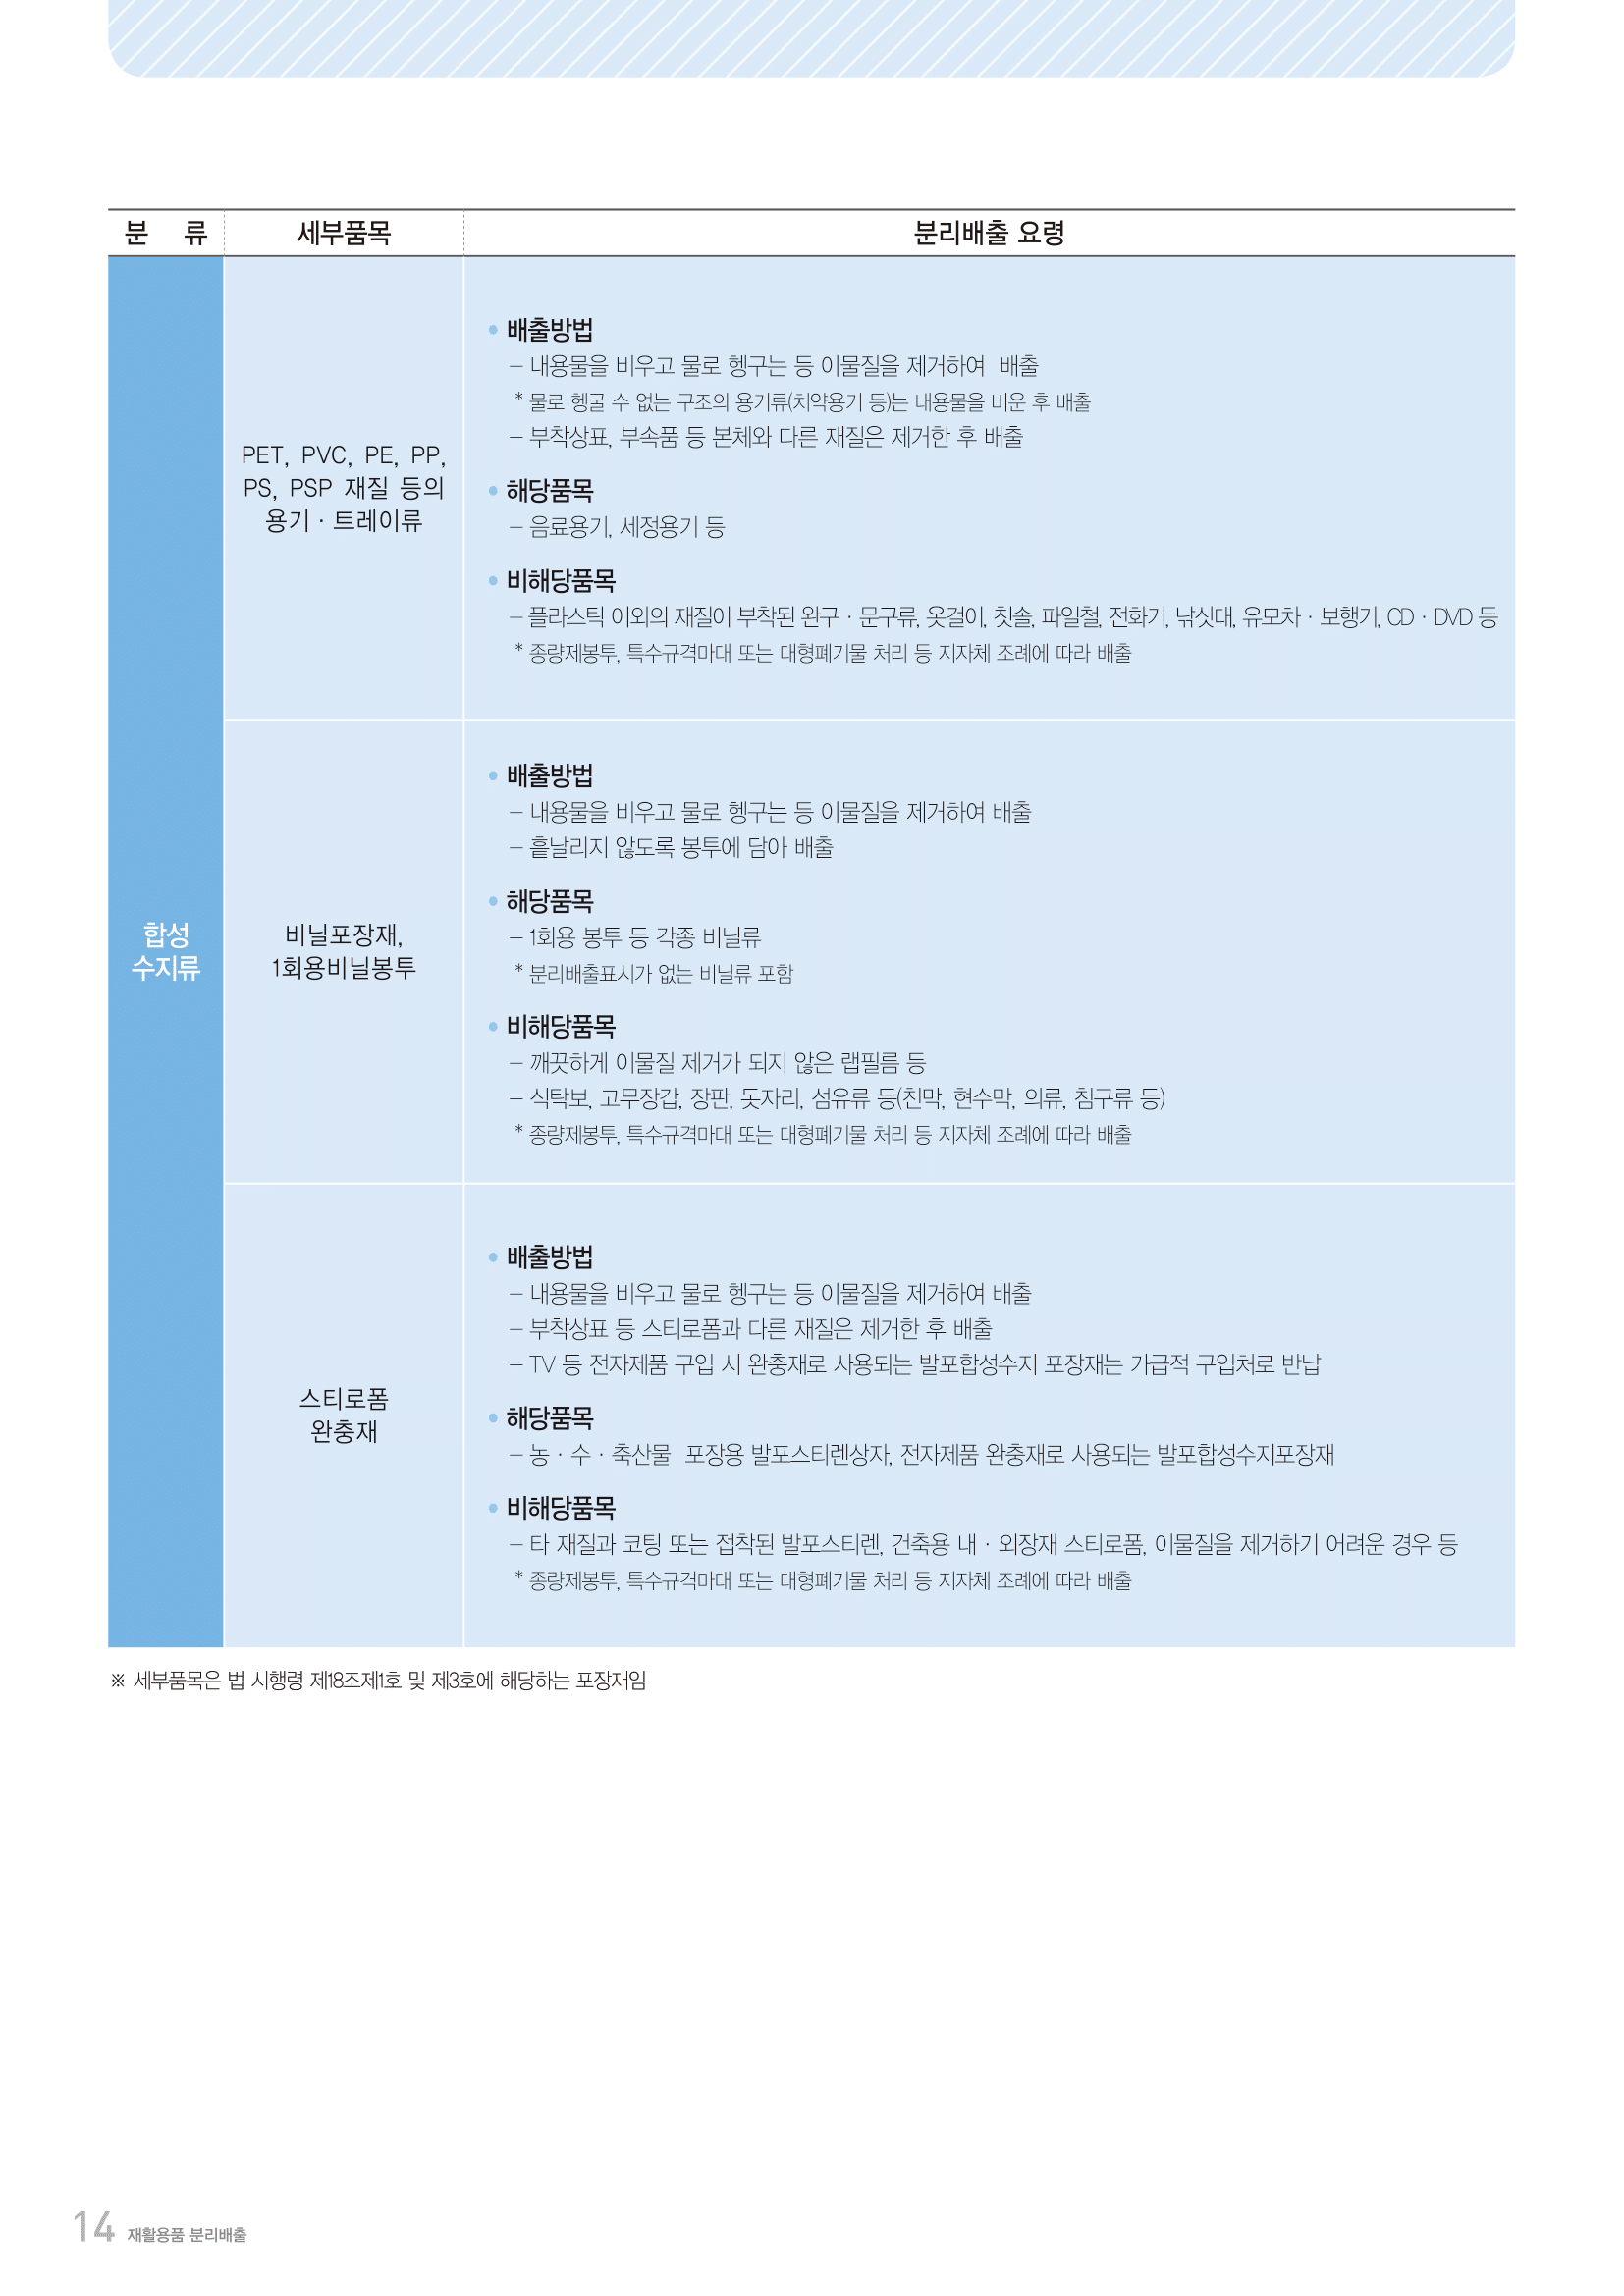 분 류 세부품목 분리배출 요령
합성
수지류
PET, PVC, PE, PP,
PS, PSP 재질 등의
용기 · 트레이류
• 배출방법
– 내용물을 비우고 물로 헹구는 등 이물질을 제거하여 배출
* 물로 헹굴 수 없는 구조의 용기류(치약용기 등)는 내용물을 비운 후 배출
– 부착상표, 부속품 등 본체와 다른 재질은 제거한 후 배출
• 해당품목
– 음료용기, 세정용기 등
• 비해당품목
– 플라스틱 이외의 재질이 부착된 완구 · 문구류, 옷걸이, 칫솔, 파일철, 전화기, 낚싯대, 유모차 · 보행기, CD · DVD 등
* 종량제봉투, 특수규격마대 또는 대형폐기물 처리 등 지자체 조례에 따라 배출
비닐포장재,
1회용비닐봉투
• 배출방법
– 내용물을 비우고 물로 헹구는 등 이물질을 제거하여 배출
– 흩날리지 않도록 봉투에 담아 배출
• 해당품목
– 1회용 봉투 등 각종 비닐류
* 분리배출표시가 없는 비닐류 포함
• 비해당품목
– 깨끗하게 이물질 제거가 되지 않은 랩필름 등
– 식탁보, 고무장갑, 장판, 돗자리, 섬유류 등(천막, 현수막, 의류, 침구류 등)
* 종량제봉투, 특수규격마대 또는 대형폐기물 처리 등 지자체 조례에 따라 배출
스티로폼
완충재
• 배출방법
– 내용물을 비우고 물로 헹구는 등 이물질을 제거하여 배출
– 부착상표 등 스티로폼과 다른 재질은 제거한 후 배출
– TV 등 전자제품 구입 시 완충재로 사용되는 발포합성수지 포장재는 가급적 구입처로 반납
• 해당품목
– 농 · 수 · 축산물 포장용 발포스티렌상자, 전자제품 완충재로 사용되는 발포합성수지포장재
• 비해당품목
– 타 재질과 코팅 또는 접착된 발포스티렌, 건축용 내 · 외장재 스티로폼, 이물질을 제거하기 어려운 경우 등
* 종량제봉투, 특수규격마대 또는 대형폐기물 처리 등 지자체 조례에 따라 배출
※ 세부품목은 법 시행령 제18조제1호 및 제3호에 해당하는 포장재임
14 재활용품 분리배출